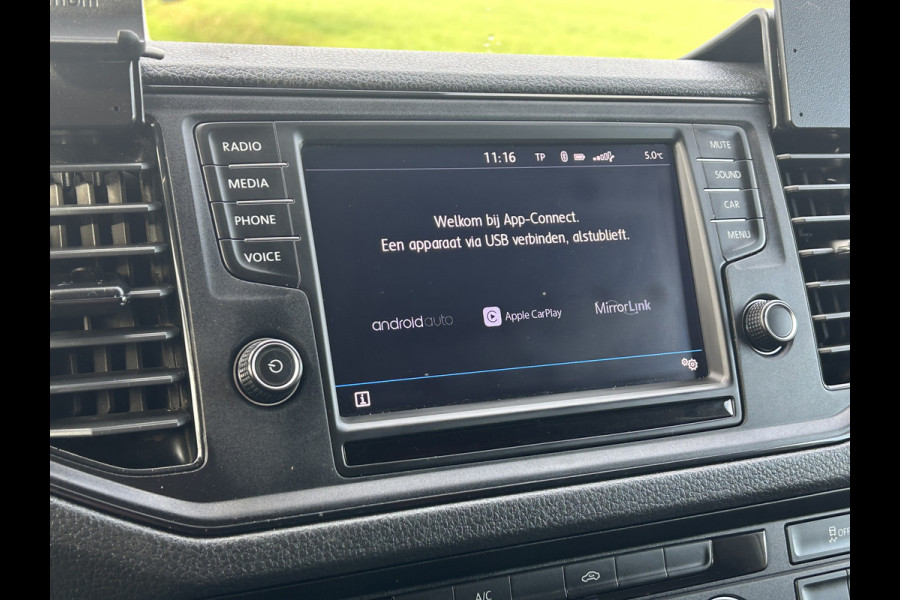 RADIO
MEDIA
PHONE
VOICE
11:16 TP 5.0°C
Welkom bij App-Connect.
Een apparaat via USB verbinden, alstublieft.
androidauto
Apple CarPlay
MirrorLink
i
MUTE
SOUND
CAR
MENU
A/C
OFF